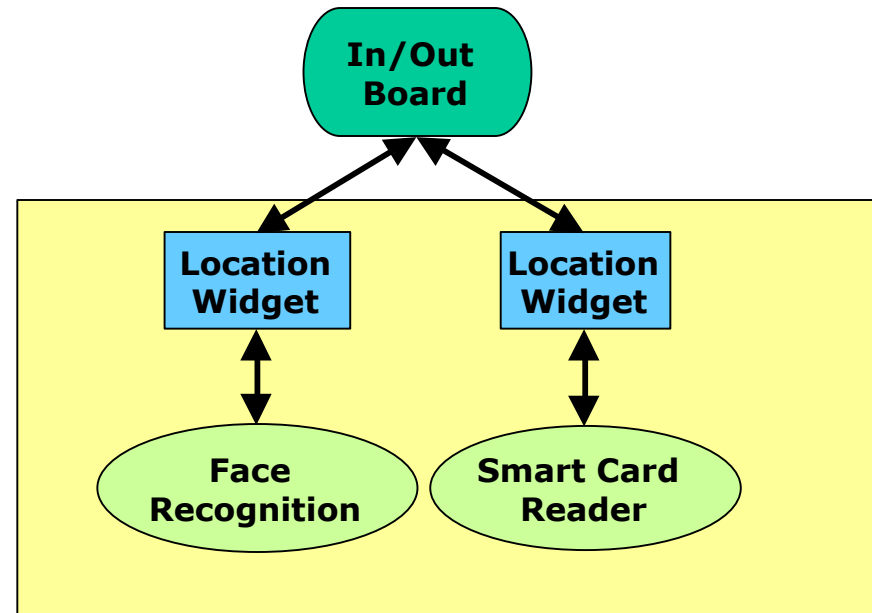 In/Out
Board
Location
Widget
Location
Widget
Face
Recognition
Smart Card
Reader